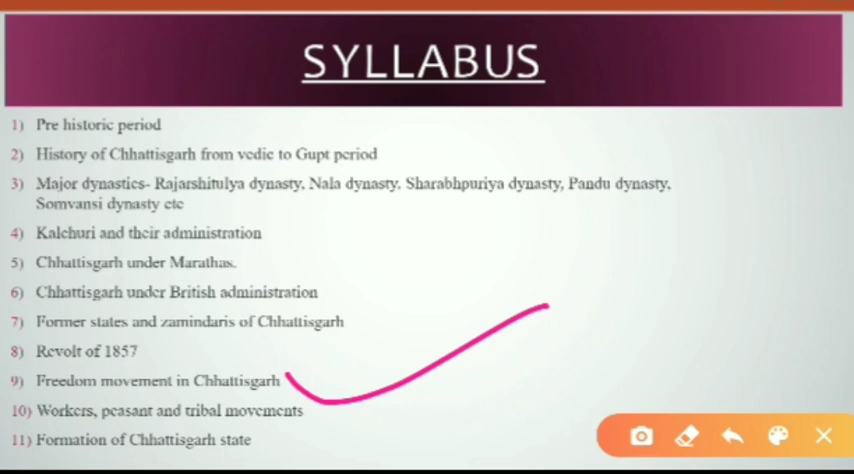 SYLLABUS
1) Pre historic period
2) History of Chhattisgarh from vedic to Gupt period
3) Major dynasties- Rajarshitulya dynasty, Nala dynasty, Sharabhpuriya dynasty, Pandu dynasty,
Somvansi dynasty etc
4) Kalchuri and their administration
5) Chhattisgarh under Marathas.
6) Chhattisgarh under British administration
7) Former states and zamindaris of Chhattisgarh
8) Revolt of 1857
9) Freedom movement in Chhattisgarh
10) Workers, peasant and tribal movements
11) Formation of Chhattisgarh state